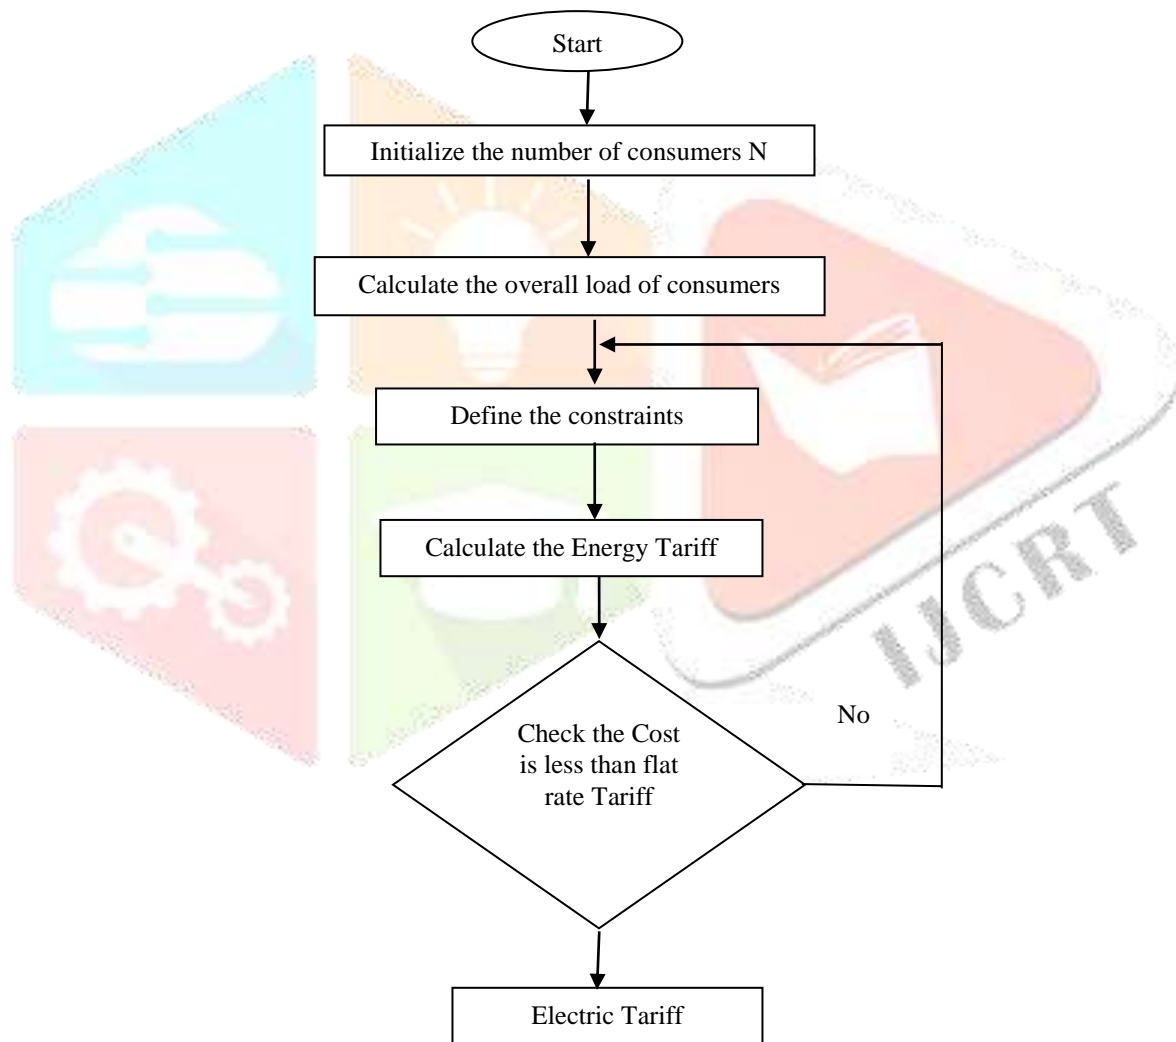 Start
Initialize the number of consumers N
Calculate the overall load of consumers
Define the constraints
Calculate the Energy Tariff
IJCRT
No
Check the Cost
is less than flat
rate Tariff
Electric Tariff